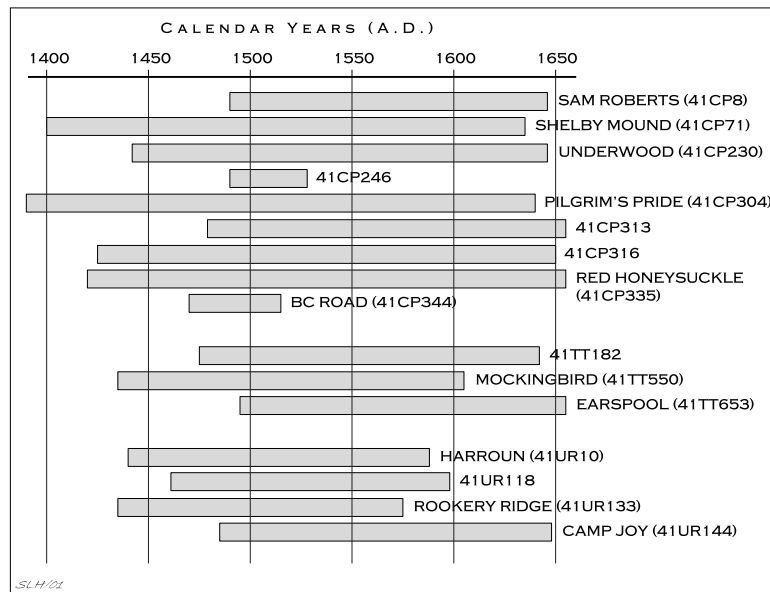 CALENDAR YEARS (A.D.)
1400 1450 1500 1550 1600 1650
SAM ROBERTS (41CP8)
SHELBY MOUND (41CP71)
UNDERWOOD (41CP230)
41CP246
PILGRIM'S PRIDE (41CP304)
41CP313
41CP316
RED HONEYSUCKLE
(41CP335)
BC ROAD (41CP344)
41TT182
MOCKINGBIRD (41TT550)
EARSPOOL (41TT653)
HARROUN (41UR10)
41UR118
ROOKERY RIDGE (41UR133)
CAMP JOY (41UR144)
SLH/01